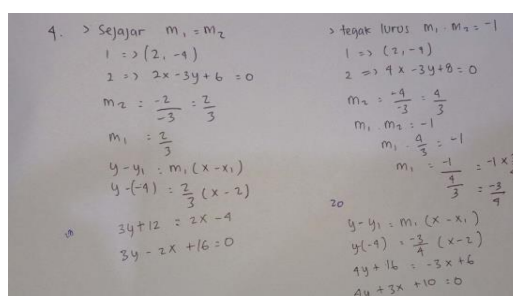 4. > Sejajar m₁ = m₂
1 => (2, -4)
2 => 2x - 3y + 6 = 0
m₂ = -2/-3 = 2/3
m₁ = 2/3
y - y₁ = m₁ (x - x₁)
y - (-4) = 2/3 (x - 2)
3y + 12 = 2x - 4
3y - 2x + 16 = 0
> tegak lurus m₁ . m₂ = -1
1 => (2, -4)
2 => 4x - 3y + 8 = 0
m₂ = -4/-3 = 4/3
m₁ . m₂ = -1
m₁ . 4/3 = -1
m₁ = -1/(4/3) = -1 x
= -3/4
20
y - y₁ = m₁ (x - x₁)
y(-4) = -3/4 (x - 2)
4y + 16 = -3x + 6
4y + 3x + 10 = 0